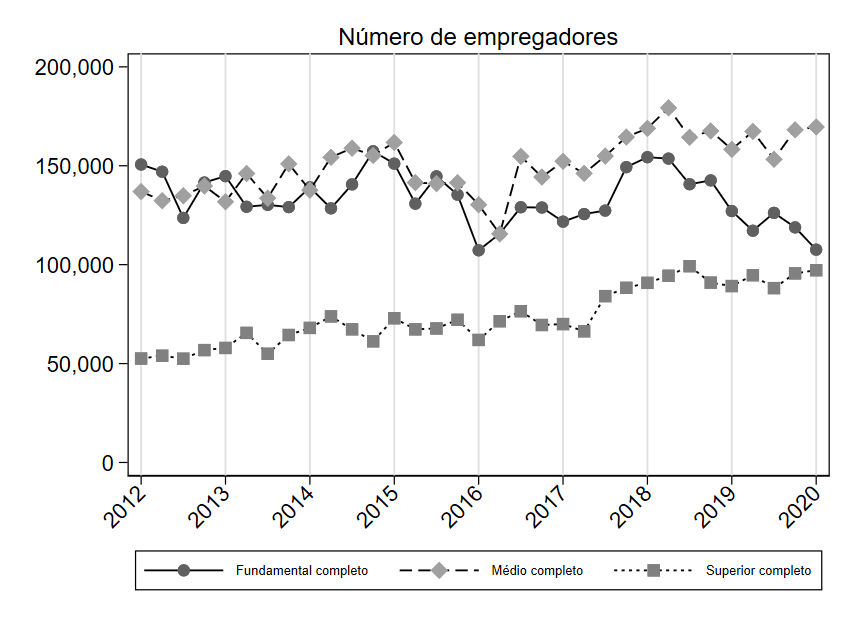 Número de empregadores
200,000
150,000
100,000
50,000
0
2012 2013 2014 2015 2016 2017 2018 2019 2020
Fundamental completo Médio completo Superior completo